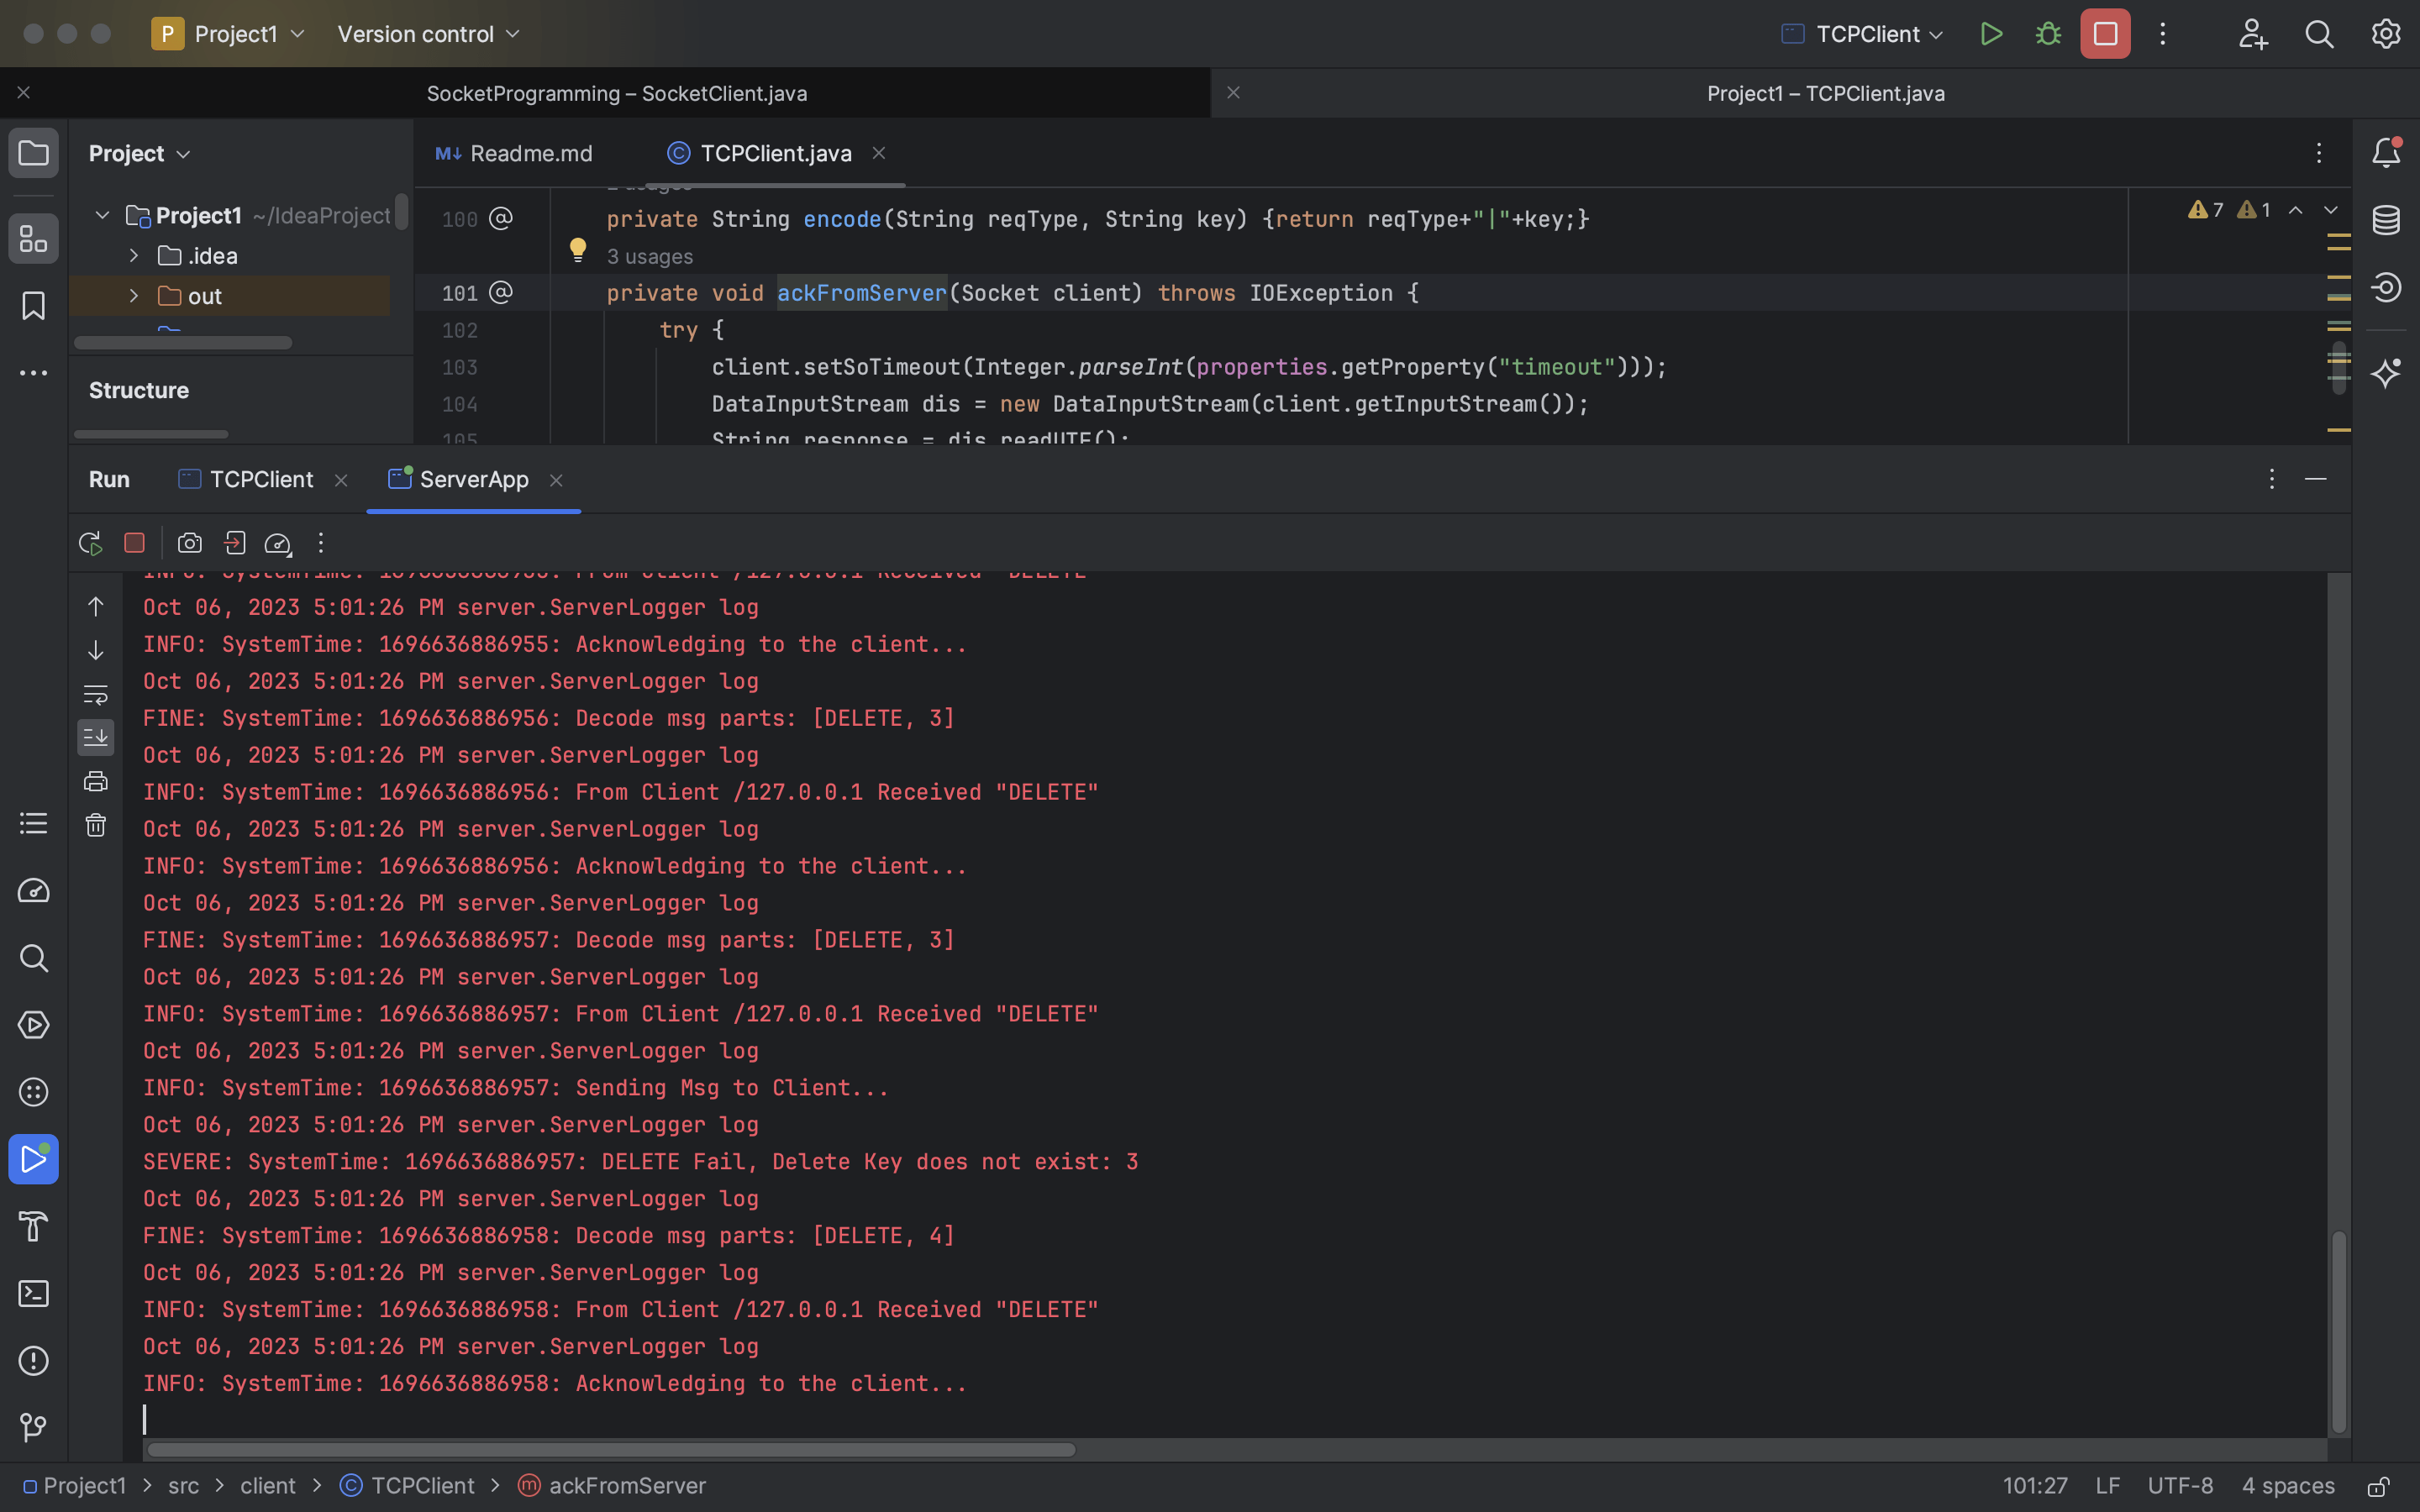 P Project1 Version control TCPClient
SocketProgramming – SocketClient.java
Project1 – TCPClient.java
Project
M↓ Readme.md
TCPClient.java
Project1 ~/IdeaProject
.idea
out
Structure
100 @ private String encode(String reqType, String key) {return reqType+"|"+key;}
3 usages
101 @ private void ackFromServer(Socket client) throws IOException {
102 try {
103 client.setSoTimeout(Integer.parseInt(properties.getProperty("timeout")));
104 DataInputStream dis = new DataInputStream(client.getInputStream());
105 String response = dis.readUTF();
7 1
Run TCPClient ServerApp
INFO: SystemTime: From Client /127.0.0.1 Received "DELETE"
Oct 06, 2023 5:01:26 PM server.ServerLogger log
INFO: SystemTime: 1696636886955: Acknowledging to the client...
Oct 06, 2023 5:01:26 PM server.ServerLogger log
FINE: SystemTime: 1696636886956: Decode msg parts: [DELETE, 3]
Oct 06, 2023 5:01:26 PM server.ServerLogger log
INFO: SystemTime: 1696636886956: From Client /127.0.0.1 Received "DELETE"
Oct 06, 2023 5:01:26 PM server.ServerLogger log
INFO: SystemTime: 1696636886956: Acknowledging to the client...
Oct 06, 2023 5:01:26 PM server.ServerLogger log
FINE: SystemTime: 1696636886957: Decode msg parts: [DELETE, 3]
Oct 06, 2023 5:01:26 PM server.ServerLogger log
INFO: SystemTime: 1696636886957: From Client /127.0.0.1 Received "DELETE"
Oct 06, 2023 5:01:26 PM server.ServerLogger log
INFO: SystemTime: 1696636886957: Sending Msg to Client...
Oct 06, 2023 5:01:26 PM server.ServerLogger log
SEVERE: SystemTime: 1696636886957: DELETE Fail, Delete Key does not exist: 3
Oct 06, 2023 5:01:26 PM server.ServerLogger log
FINE: SystemTime: 1696636886958: Decode msg parts: [DELETE, 4]
Oct 06, 2023 5:01:26 PM server.ServerLogger log
INFO: SystemTime: 1696636886958: From Client /127.0.0.1 Received "DELETE"
Oct 06, 2023 5:01:26 PM server.ServerLogger log
INFO: SystemTime: 1696636886958: Acknowledging to the client...
Project1 > src > client > TCPClient > ackFromServer 101:27 LF UTF-8 4 spaces